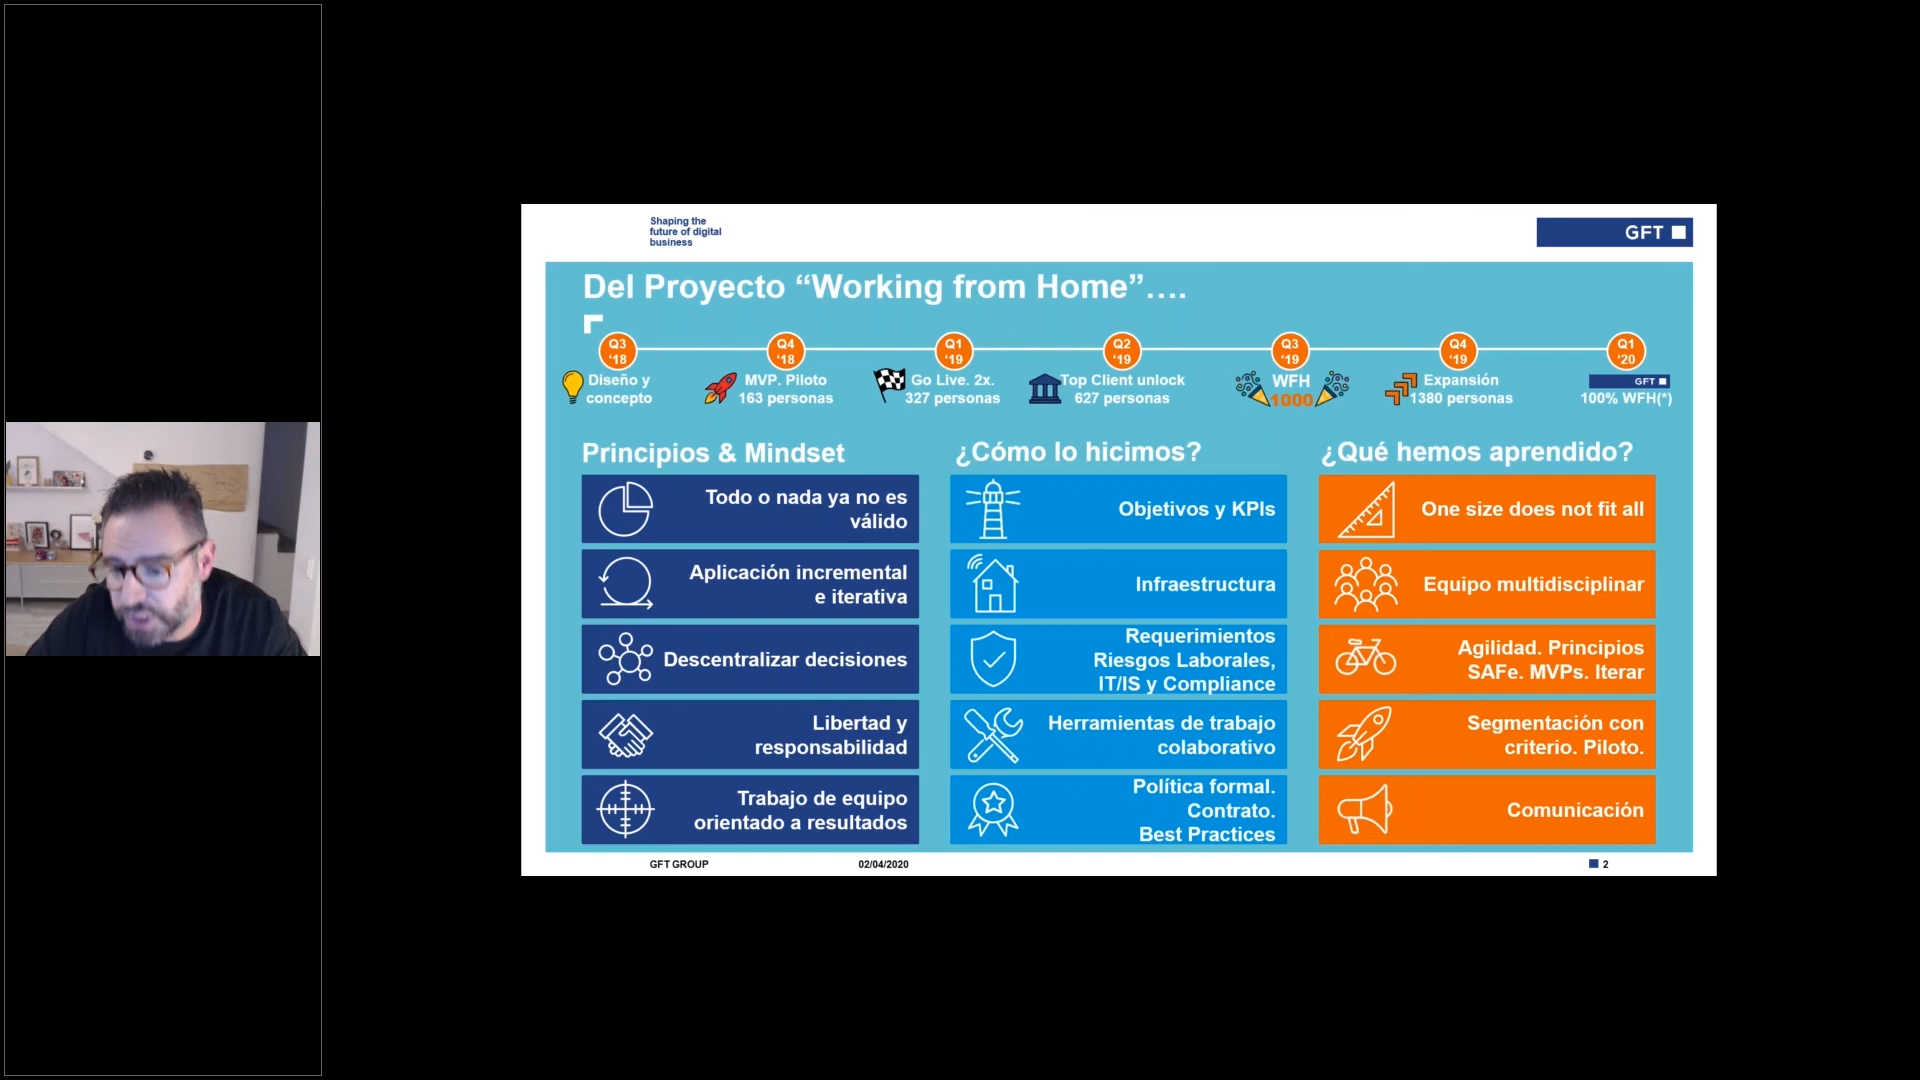 Shaping the
future of digital
business
GFT
Del Proyecto “Working from Home”….
Q3
‘18
Q4
‘18
Q1
‘19
Q2
‘19
Q3
‘19
Q4
‘19
Q1
‘20
Diseño y
concepto
MVP. Piloto
163 personas
Go Live. 2x.
327 personas
Top Client unlock
627 personas
WFH
1000
Expansión
1380 personas
GFT
100% WFH(*)
Principios & Mindset
Todo o nada ya no es
válido
Aplicación incremental
e iterativa
Descentralizar decisiones
Libertad y
responsabilidad
Trabajo de equipo
orientado a resultados
¿Cómo lo hicimos?
Objetivos y KPIs
Infraestructura
Requerimientos
Riesgos Laborales,
IT/IS y Compliance
Herramientas de trabajo
colaborativo
Política formal.
Contrato.
Best Practices
¿Qué hemos aprendido?
One size does not fit all
Equipo multidisciplinar
Agilidad. Principios
SAFe. MVPs. Iterar
Segmentación con
criterio. Piloto.
Comunicación
GFT GROUP
02/04/2020
2